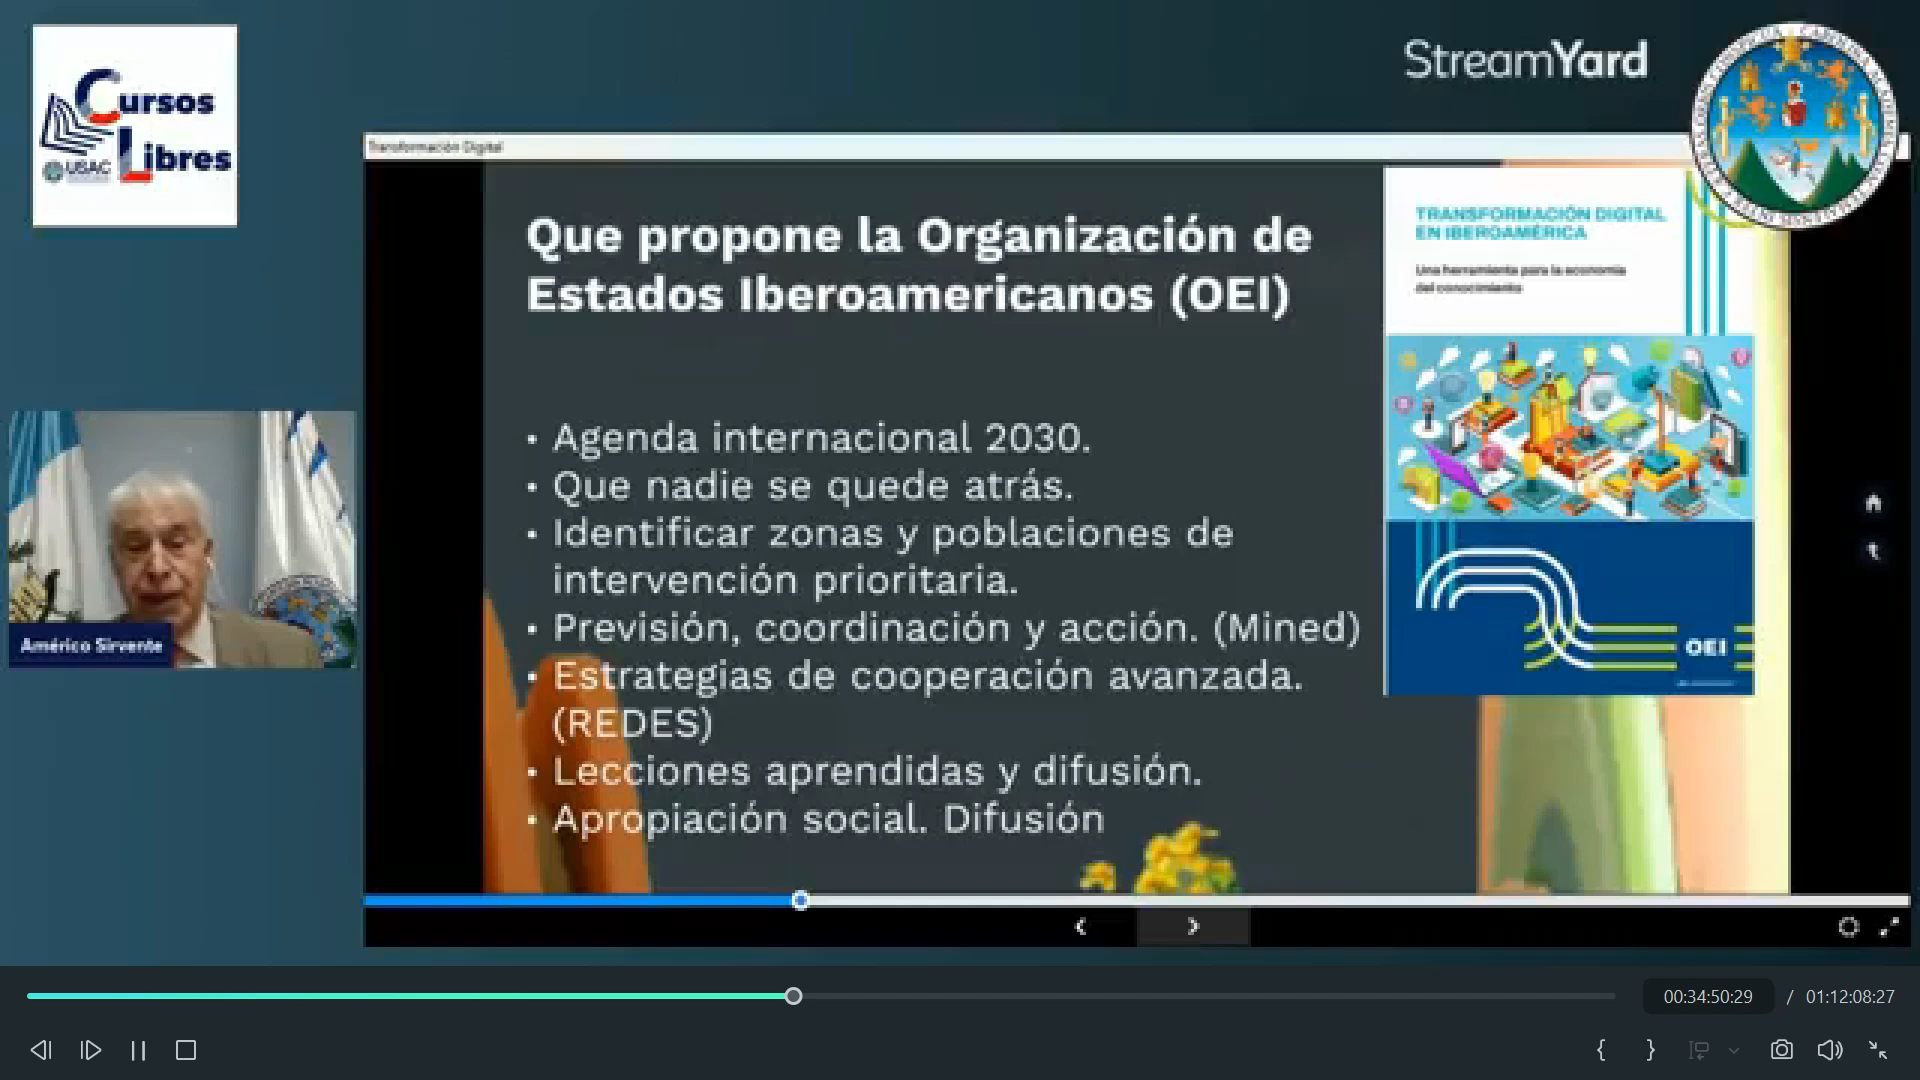 Cursos
Libres
USAC
StreamYard
Transformación Digital
Que propone la Organización de
Estados Iberoamericanos (OEI)
• Agenda internacional 2030.
• Que nadie se quede atrás.
• Identificar zonas y poblaciones de
intervención prioritaria.
• Previsión, coordinación y acción. (Mined)
• Estrategias de cooperación avanzada.
(REDES)
• Lecciones aprendidas y difusión.
• Apropiación social. Difusión
TRANSFORMACIÓN DIGITAL
EN IBEROAMÉRICA
Una herramienta para la economía
del conocimiento
OEI
Américo Sirvente
00:34:50:29 / 01:12:08:27